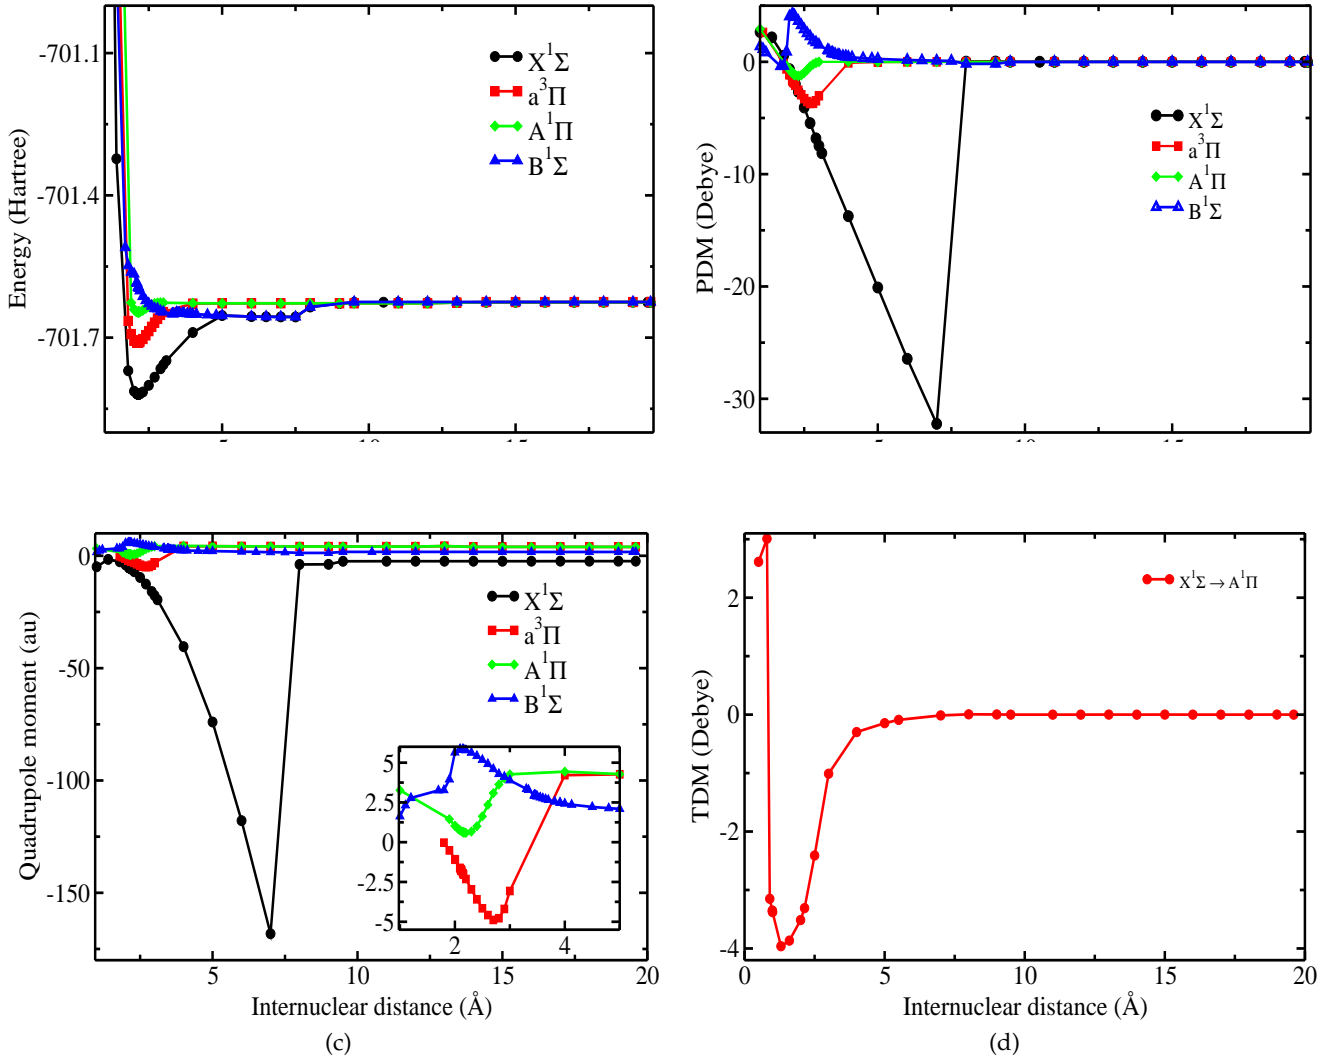 -701.1
-701.4
-701.7
Energy (Hartree)
X¹Σ
a³Π
A¹Π
B¹Σ
0
-10
-20
-30
PDM (Debye)
5
10
15
X¹Σ
a³Π
A¹Π
B¹Σ
0
-50
-100
-150
Quadrupole moment (au)
X¹Σ
a³Π
A¹Π
B¹Σ
5
2.5
0
-2.5
-5
2
4
5
10
15
20
Internuclear distance (Å)
(c)
2
0
-2
-4
TDM (Debye)
X¹Σ→A¹Π
0
5
10
15
20
Internuclear distance (Å)
(d)